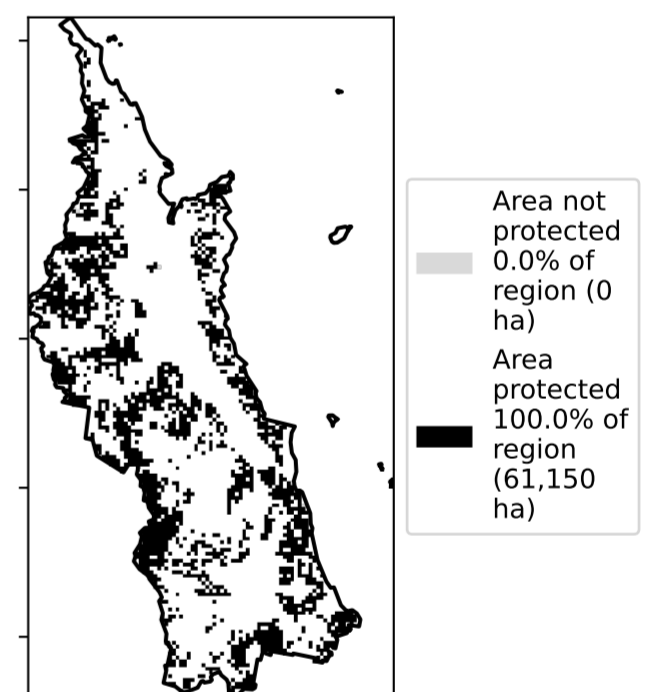 Area not
protected
0.0% of
region (0
ha)
Area
protected
100.0% of
region
(61,150
ha)